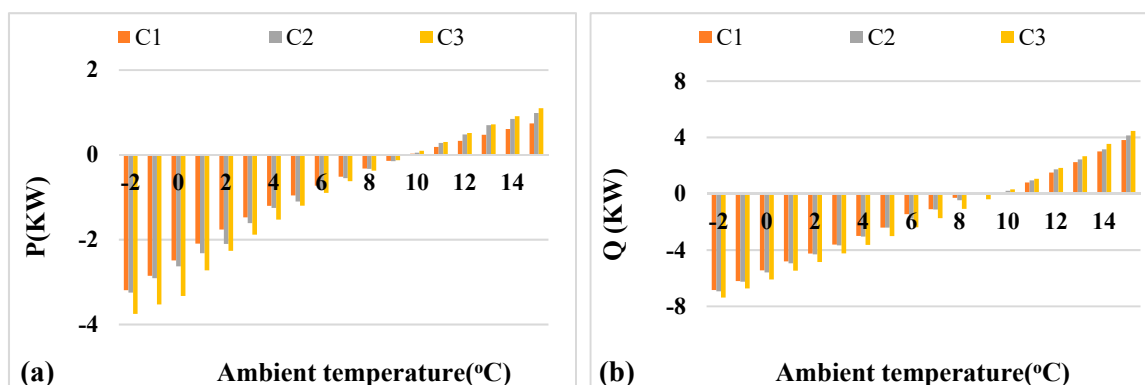 C1 C2 C3
2
0
-2
-4
P(KW)
-2 0 2 4 6 8 10 12 14
(a) Ambient temperature(°C)
C1 C2 C3
8
4
0
-4
-8
Q (KW)
-2 0 2 4 6 8 10 12 14
(b) Ambient temperature(°C)